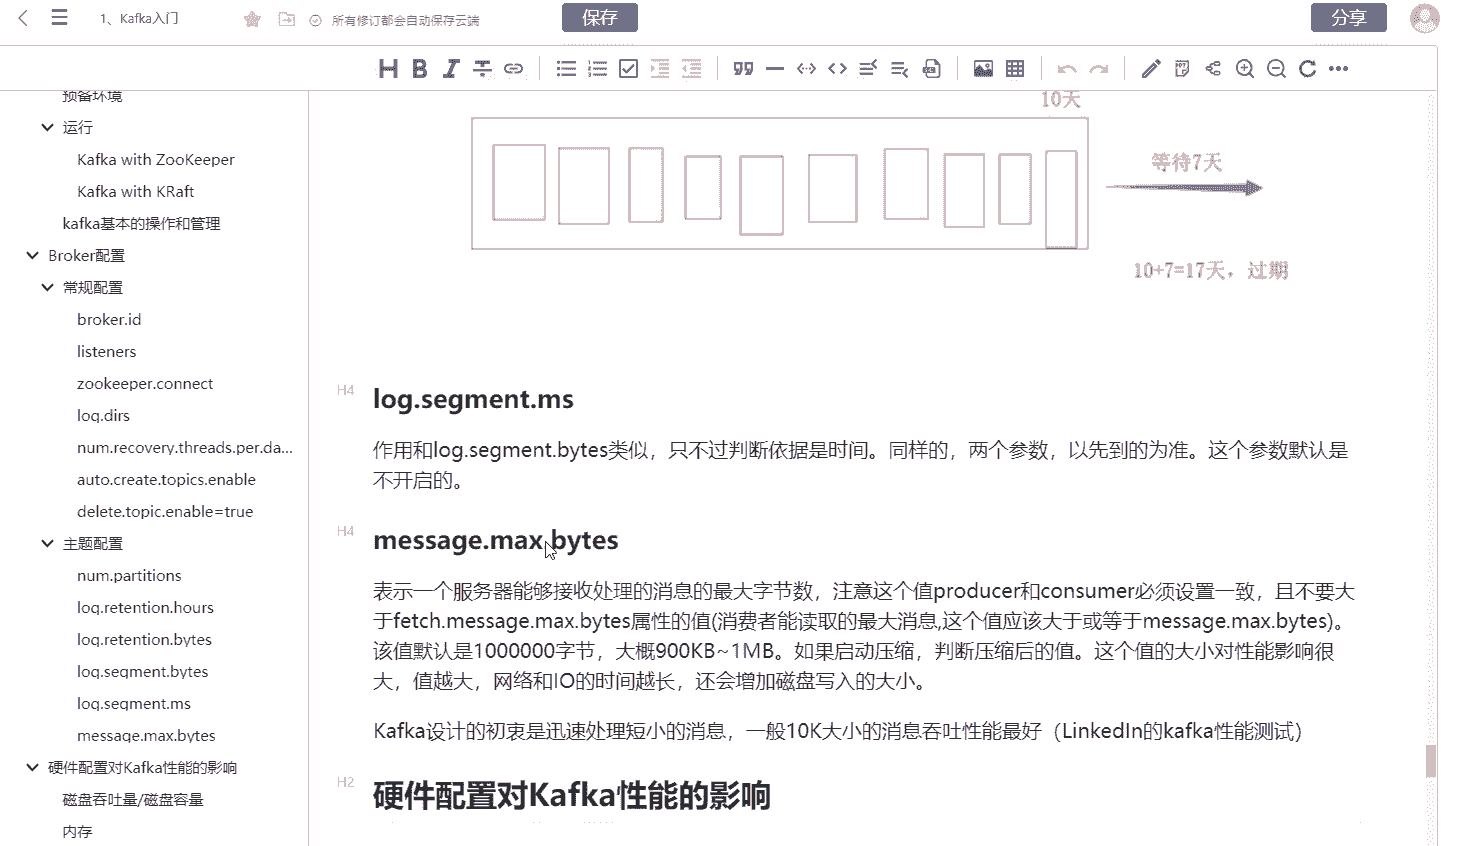 1、Kafka入门
所有修订都会自动保存云端
保存
分享
预备环境
运行
Kafka with ZooKeeper
Kafka with KRaft
kafka基本的操作和管理
Broker配置
常规配置
broker.id
listeners
zookeeper.connect
log.dirs
num.recovery.threads.per.da...
auto.create.topics.enable
delete.topic.enable=true
主题配置
num.partitions
log.retention.hours
log.retention.bytes
log.segment.bytes
log.segment.ms
message.max.bytes
硬件配置对Kafka性能的影响
磁盘吞吐量/磁盘容量
内存
10天
等待7天
10+7=17天，过期
H4
log.segment.ms
作用和log.segment.bytes类似，只不过判断依据是时间。同样的，两个参数，以先到的为准。这个参数默认是
不开启的。
H4
message.max.bytes
表示一个服务器能够接收处理的消息的最大字节数，注意这个值producer和consumer必须设置一致，且不要大
于fetch.message.max.bytes属性的值(消费者能读取的最大消息,这个值应该大于或等于message.max.bytes)。
该值默认是1000000字节，大概900KB~1MB。如果启动压缩，判断压缩后的值。这个值的大小对性能影响很
大，值越大，网络和IO的时间越长，还会增加磁盘写入的大小。
Kafka设计的初衷是迅速处理短小的消息，一般10K大小的消息吞吐性能最好（LinkedIn的kafka性能测试）
H2
硬件配置对Kafka性能的影响